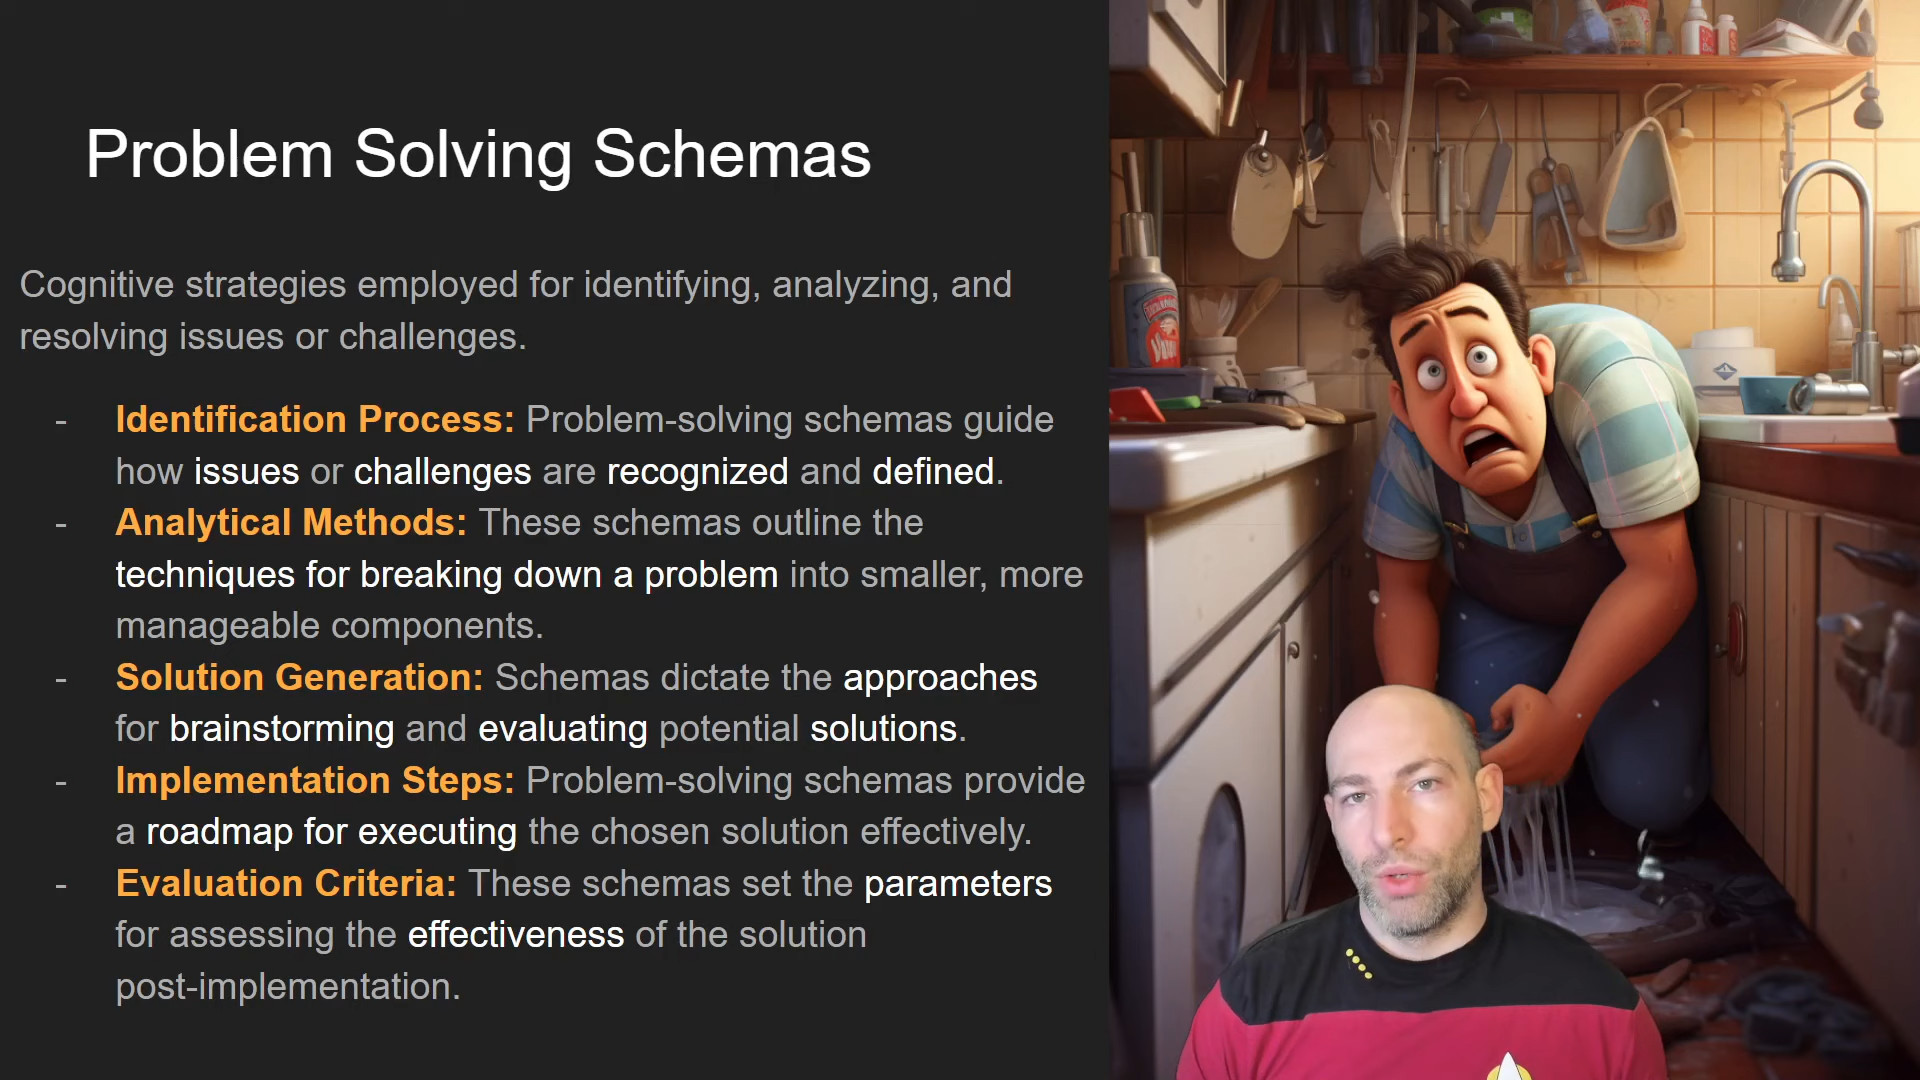 Problem Solving Schemas
Cognitive strategies employed for identifying, analyzing, and
resolving issues or challenges.
- Identification Process: Problem-solving schemas guide
how issues or challenges are recognized and defined.
- Analytical Methods: These schemas outline the
techniques for breaking down a problem into smaller, more
manageable components.
- Solution Generation: Schemas dictate the approaches
for brainstorming and evaluating potential solutions.
- Implementation Steps: Problem-solving schemas provide
a roadmap for executing the chosen solution effectively.
- Evaluation Criteria: These schemas set the parameters
for assessing the effectiveness of the solution
post-implementation.